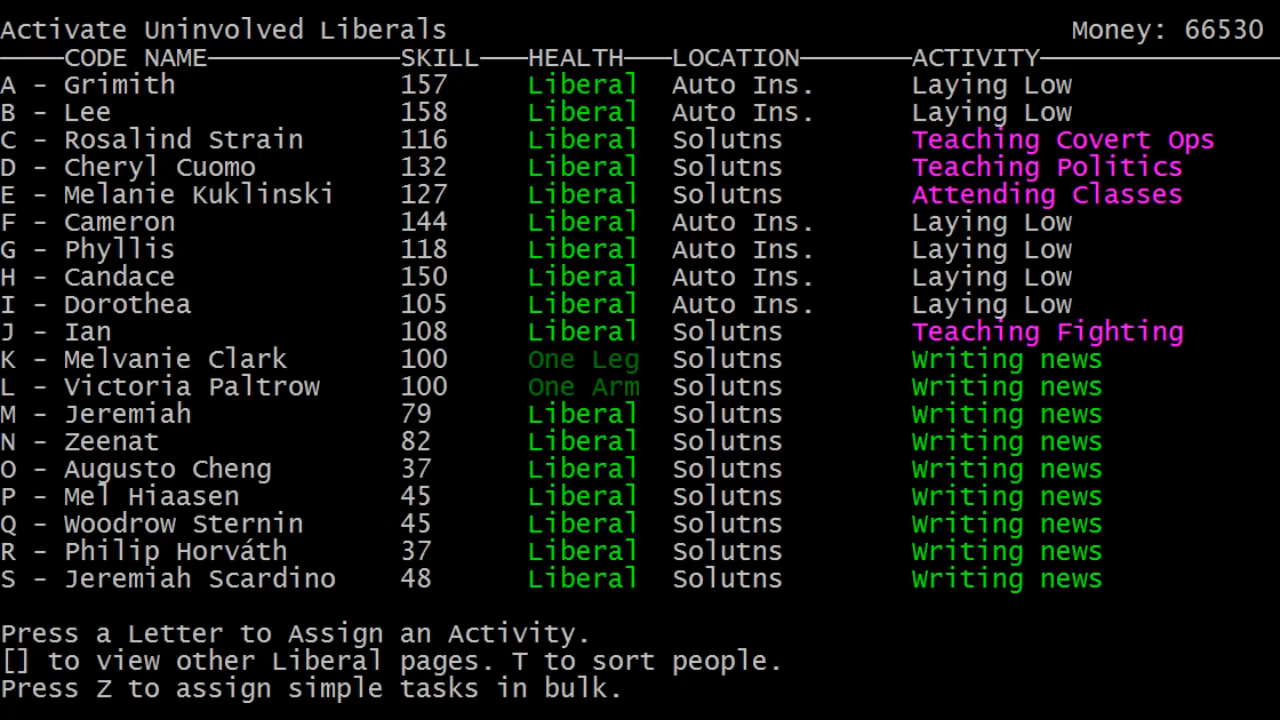 Activate Uninvolved Liberals Money: 66530
————CODE NAME————————————SKILL———HEALTH———LOCATION———————ACTIVITY———————————————
A - Grimith 157 Liberal Auto Ins. Laying Low
B - Lee 158 Liberal Auto Ins. Laying Low
C - Rosalind Strain 116 Liberal Solutns Teaching Covert Ops
D - Cheryl Cuomo 132 Liberal Solutns Teaching Politics
E - Melanie Kuklinski 127 Liberal Solutns Attending Classes
F - Cameron 144 Liberal Auto Ins. Laying Low
G - Phyllis 118 Liberal Auto Ins. Laying Low
H - Candace 150 Liberal Auto Ins. Laying Low
I - Dorothea 105 Liberal Auto Ins. Laying Low
J - Ian 108 Liberal Solutns Teaching Fighting
K - Melvanie Clark 100 One Leg Solutns Writing news
L - Victoria Paltrow 100 One Arm Solutns Writing news
M - Jeremiah 79 Liberal Solutns Writing news
N - Zeenat 82 Liberal Solutns Writing news
O - Augusto Cheng 37 Liberal Solutns Writing news
P - Mel Hiaasen 45 Liberal Solutns Writing news
Q - Woodrow Sternin 45 Liberal Solutns Writing news
R - Philip Horváth 37 Liberal Solutns Writing news
S - Jeremiah Scardino 48 Liberal Solutns Writing news
Press a Letter to Assign an Activity.
[] to view other Liberal pages. T to sort people.
Press Z to assign simple tasks in bulk.